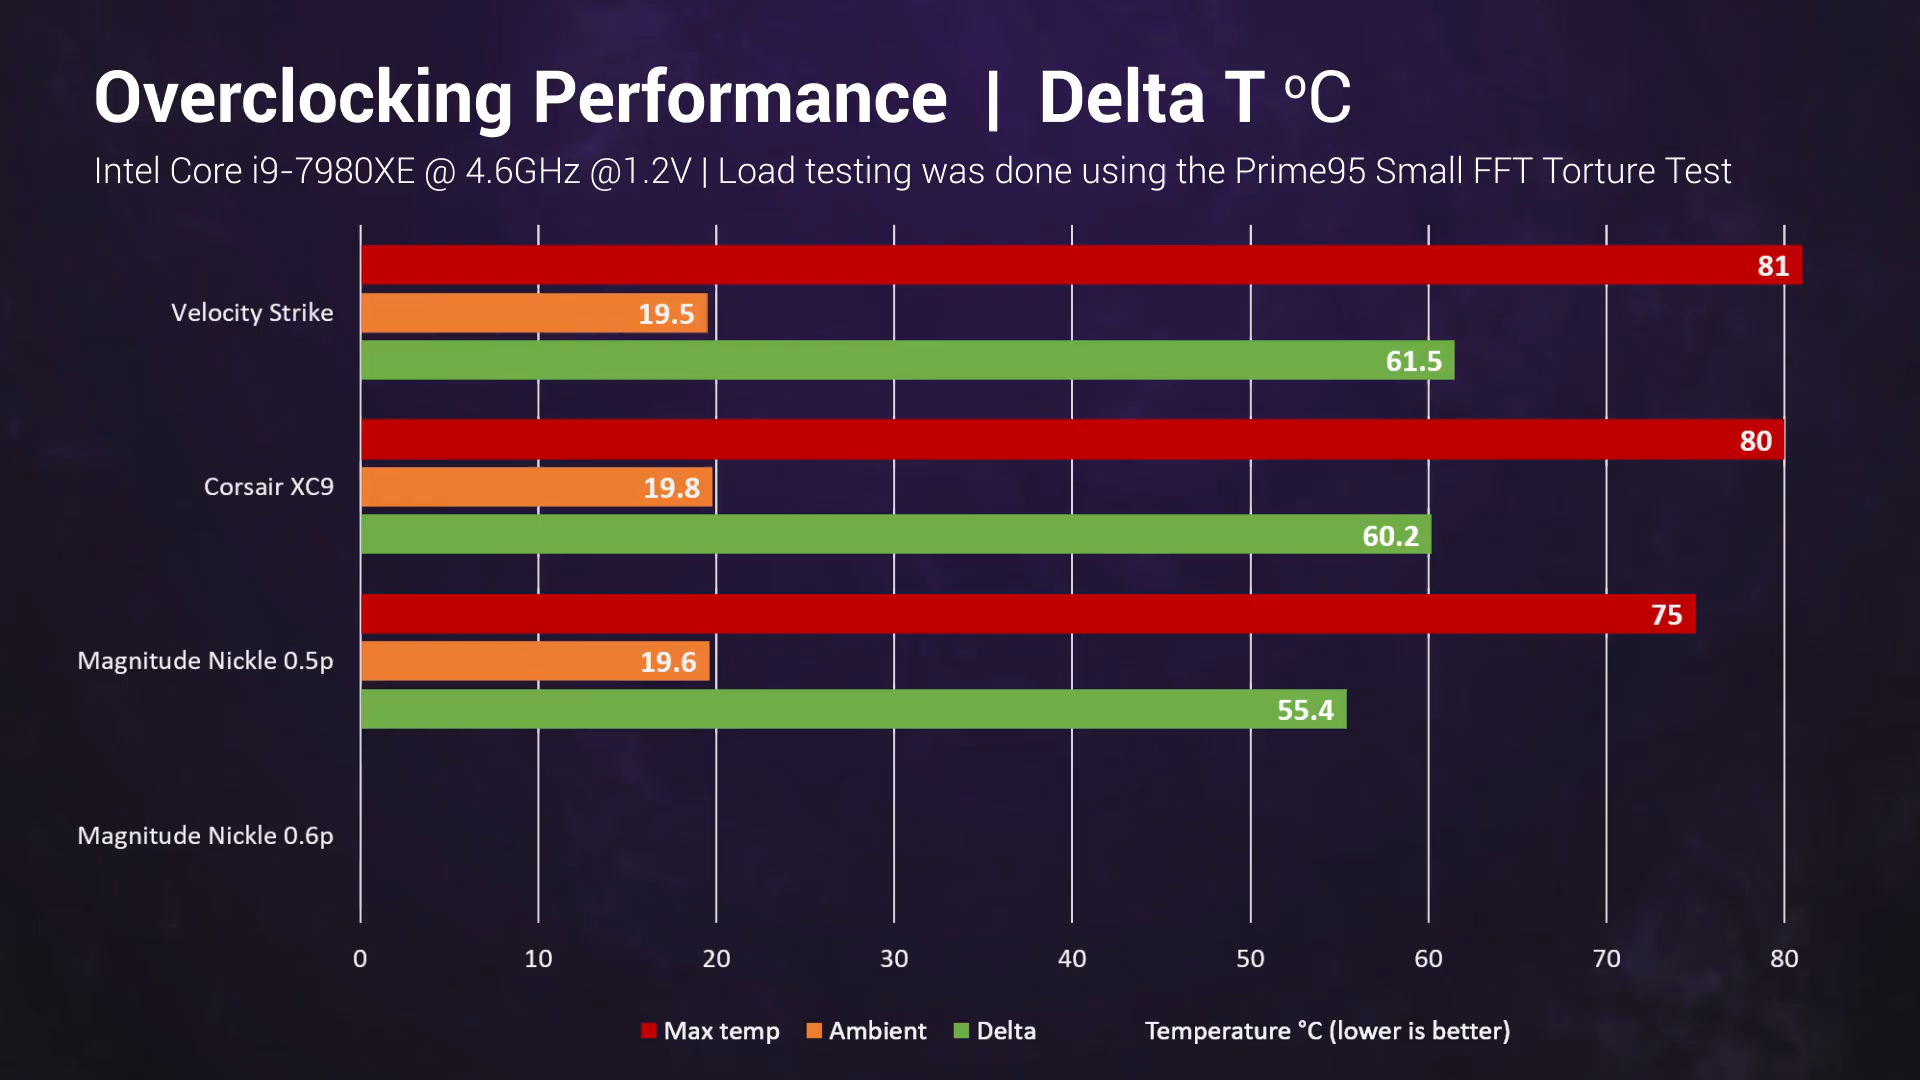 Overclocking Performance | Delta T ºC
Intel Core i9-7980XE @ 4.6GHz @1.2V | Load testing was done using the Prime95 Small FFT Torture Test
81
Velocity Strike 19.5
61.5
80
Corsair XC9 19.8
60.2
75
Magnitude Nickle 0.5p 19.6
55.4
Magnitude Nickle 0.6p
0 10 20 30 40 50 60 70 80
Max temp Ambient Delta Temperature °C (lower is better)